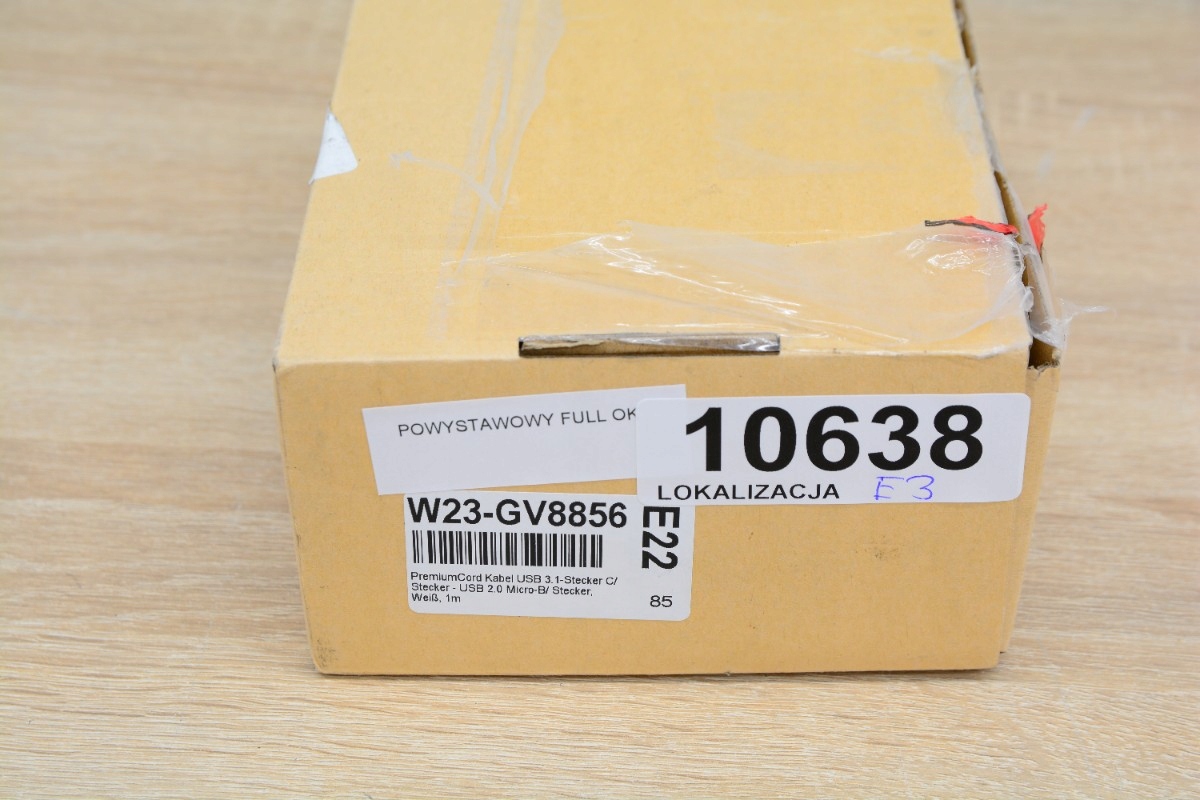 POWYSTAWOWY FULL OK
10638
LOKALIZACJA E3
W23-GV8856
E22
PremiumCord Kabel USB 3.1-Stecker C/
Stecker - USB 2.0 Micro-B/ Stecker,
Weiß, 1m
85